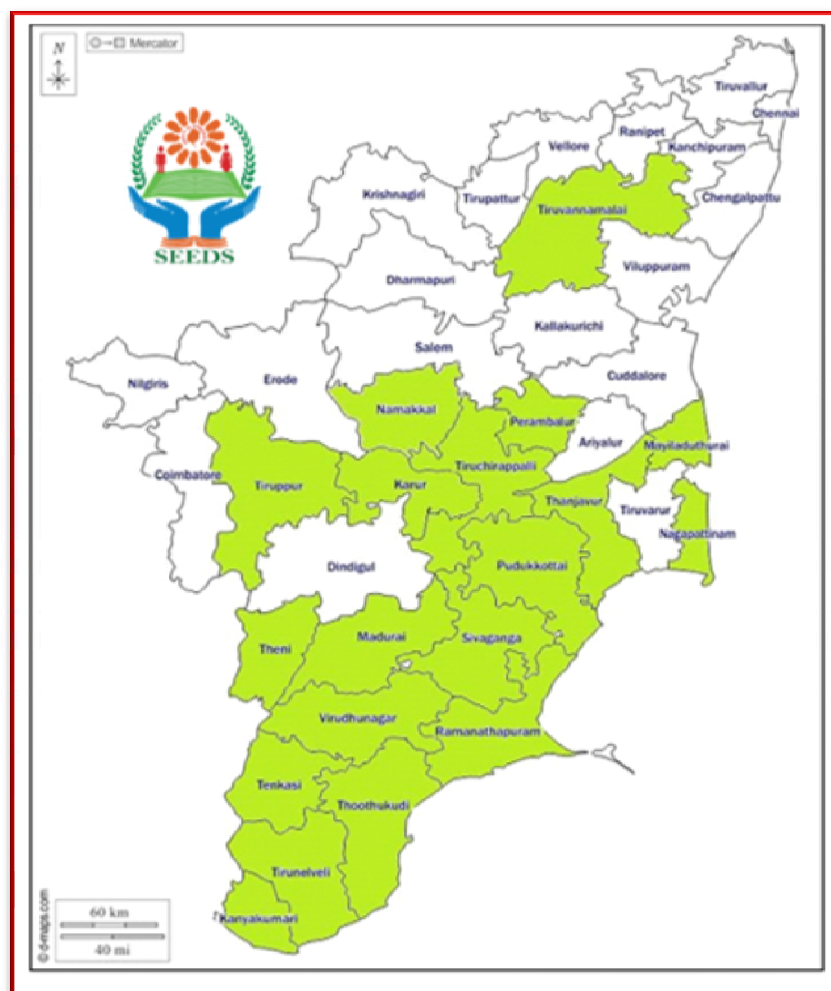 N
Mercator
Tiruvallur
Chennai
Ranipet
Vellore
Kanchipuram
Tirupattur
Krishnagiri
Chengalpattu
Tiruvannamalai
SEEDS
Viluppuram
Dharmapuri
Kallakurichi
Salem
Cuddalore
Nilgiris
Erode
Namakkal
Perambalur
Ariyalur
Mayiladuthurai
Tiruchirappalli
Coimbatore
Karur
Tiruppur
Thanjavur
Tiruvarur
Nagapattinam
Dindigul
Pudukkottai
Madurai
Sivaganga
Theni
Virudhunagar
Ramanathapuram
Tenkasi
Thoothukudi
Tirunelveli
Kanyakumari
60 km
40 mi
© d-maps.com